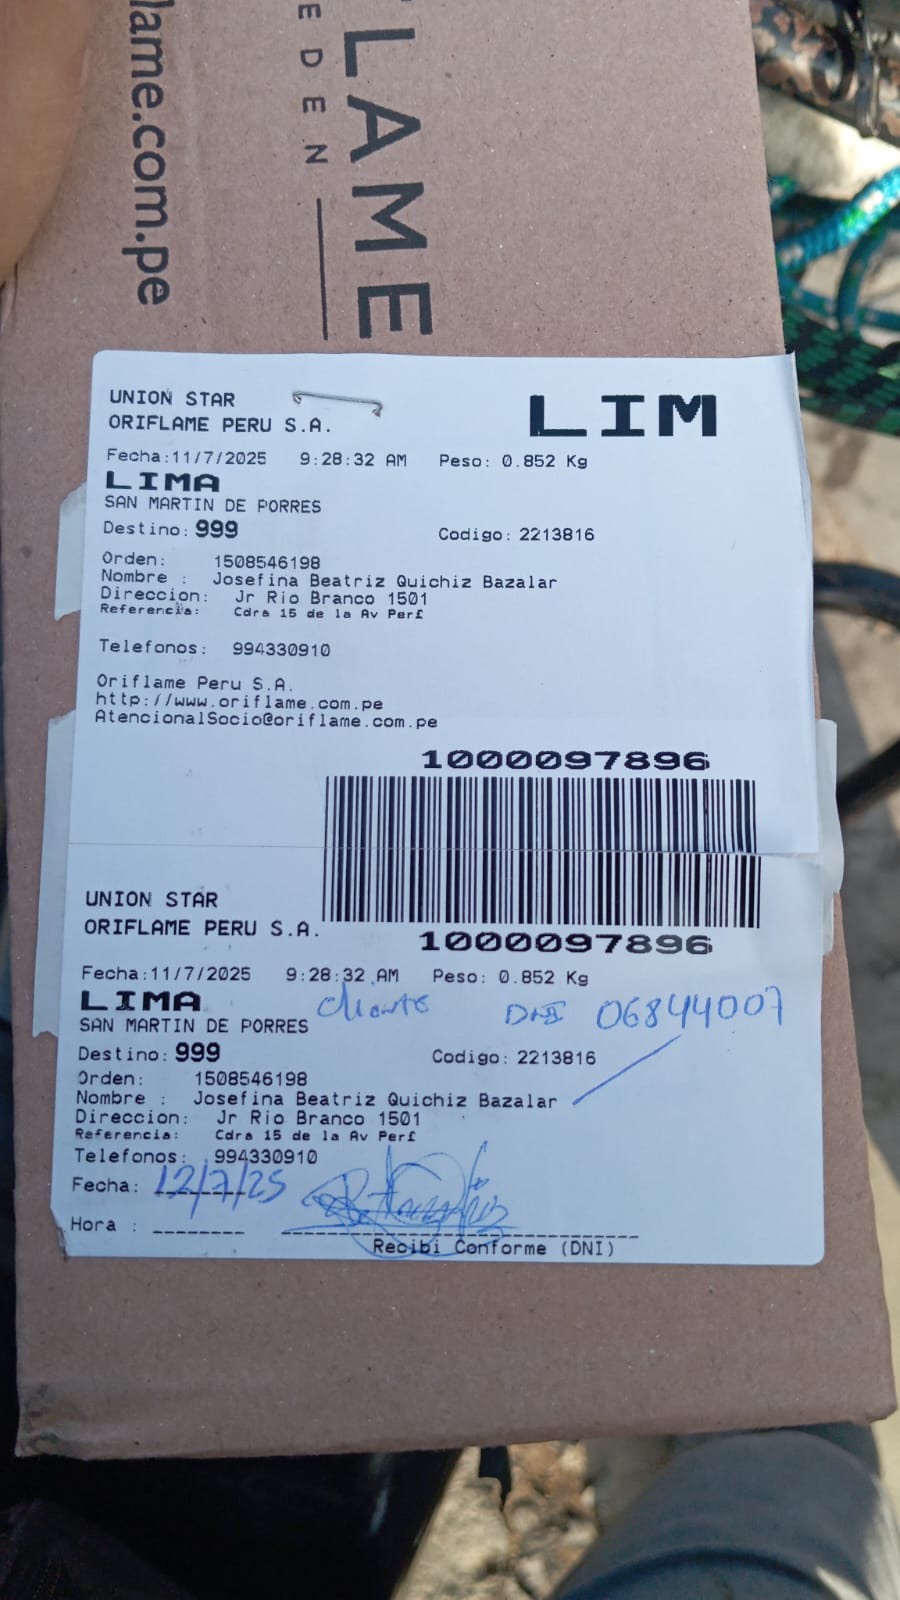 lame.com.pe
EDEN
LAME
UNION STAR
ORIFLAME PERU S.A.
LIM
Fecha:11/7/2025 9:28:32 AM Peso: 0.852 Kg
LIMA
SAN MARTIN DE PORRES
Destino: 999 Codigo: 2213816
Orden: 1508546198
Nombre : Josefina Beatriz Quichiz Bazalar
Direccion: Jr Rio Branco 1501
Referencia: Cdra 15 de la Av Per£
Telefonos: 994330910
Oriflame Peru S.A.
http://www.oriflame.com.pe
AtencionalSocio@oriflame.com.pe
1000097896
1000097896
UNION STAR
ORIFLAME PERU S.A.
Fecha:11/7/2025 9:28:32 AM Peso: 0.852 Kg
LIMA
cliente DNI 06844007
SAN MARTIN DE PORRES
Destino: 999 Codigo: 2213816
Orden: 1508546198
Nombre : Josefina Beatriz Quichiz Bazalar
Direccion: Jr Rio Branco 1501
Referencia: Cdra 15 de la Av Per£
Telefonos: 994330910
Fecha: 12/7/25
Hora :
Recibi Conforme (DNI)